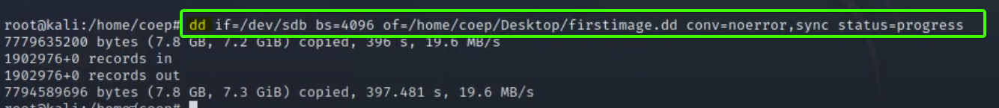 root@kali:/home/coep# dd if=/dev/sdb bs=4096 of=/home/coep/Desktop/firstimage.dd conv=noerror,sync status=progress
7779635200 bytes (7.8 GB, 7.2 GiB) copied, 396 s, 19.6 MB/s
1902976+0 records in
1902976+0 records out
7794589696 bytes (7.8 GB, 7.3 GiB) copied, 397.481 s, 19.6 MB/s
root@kali:/home/coep#